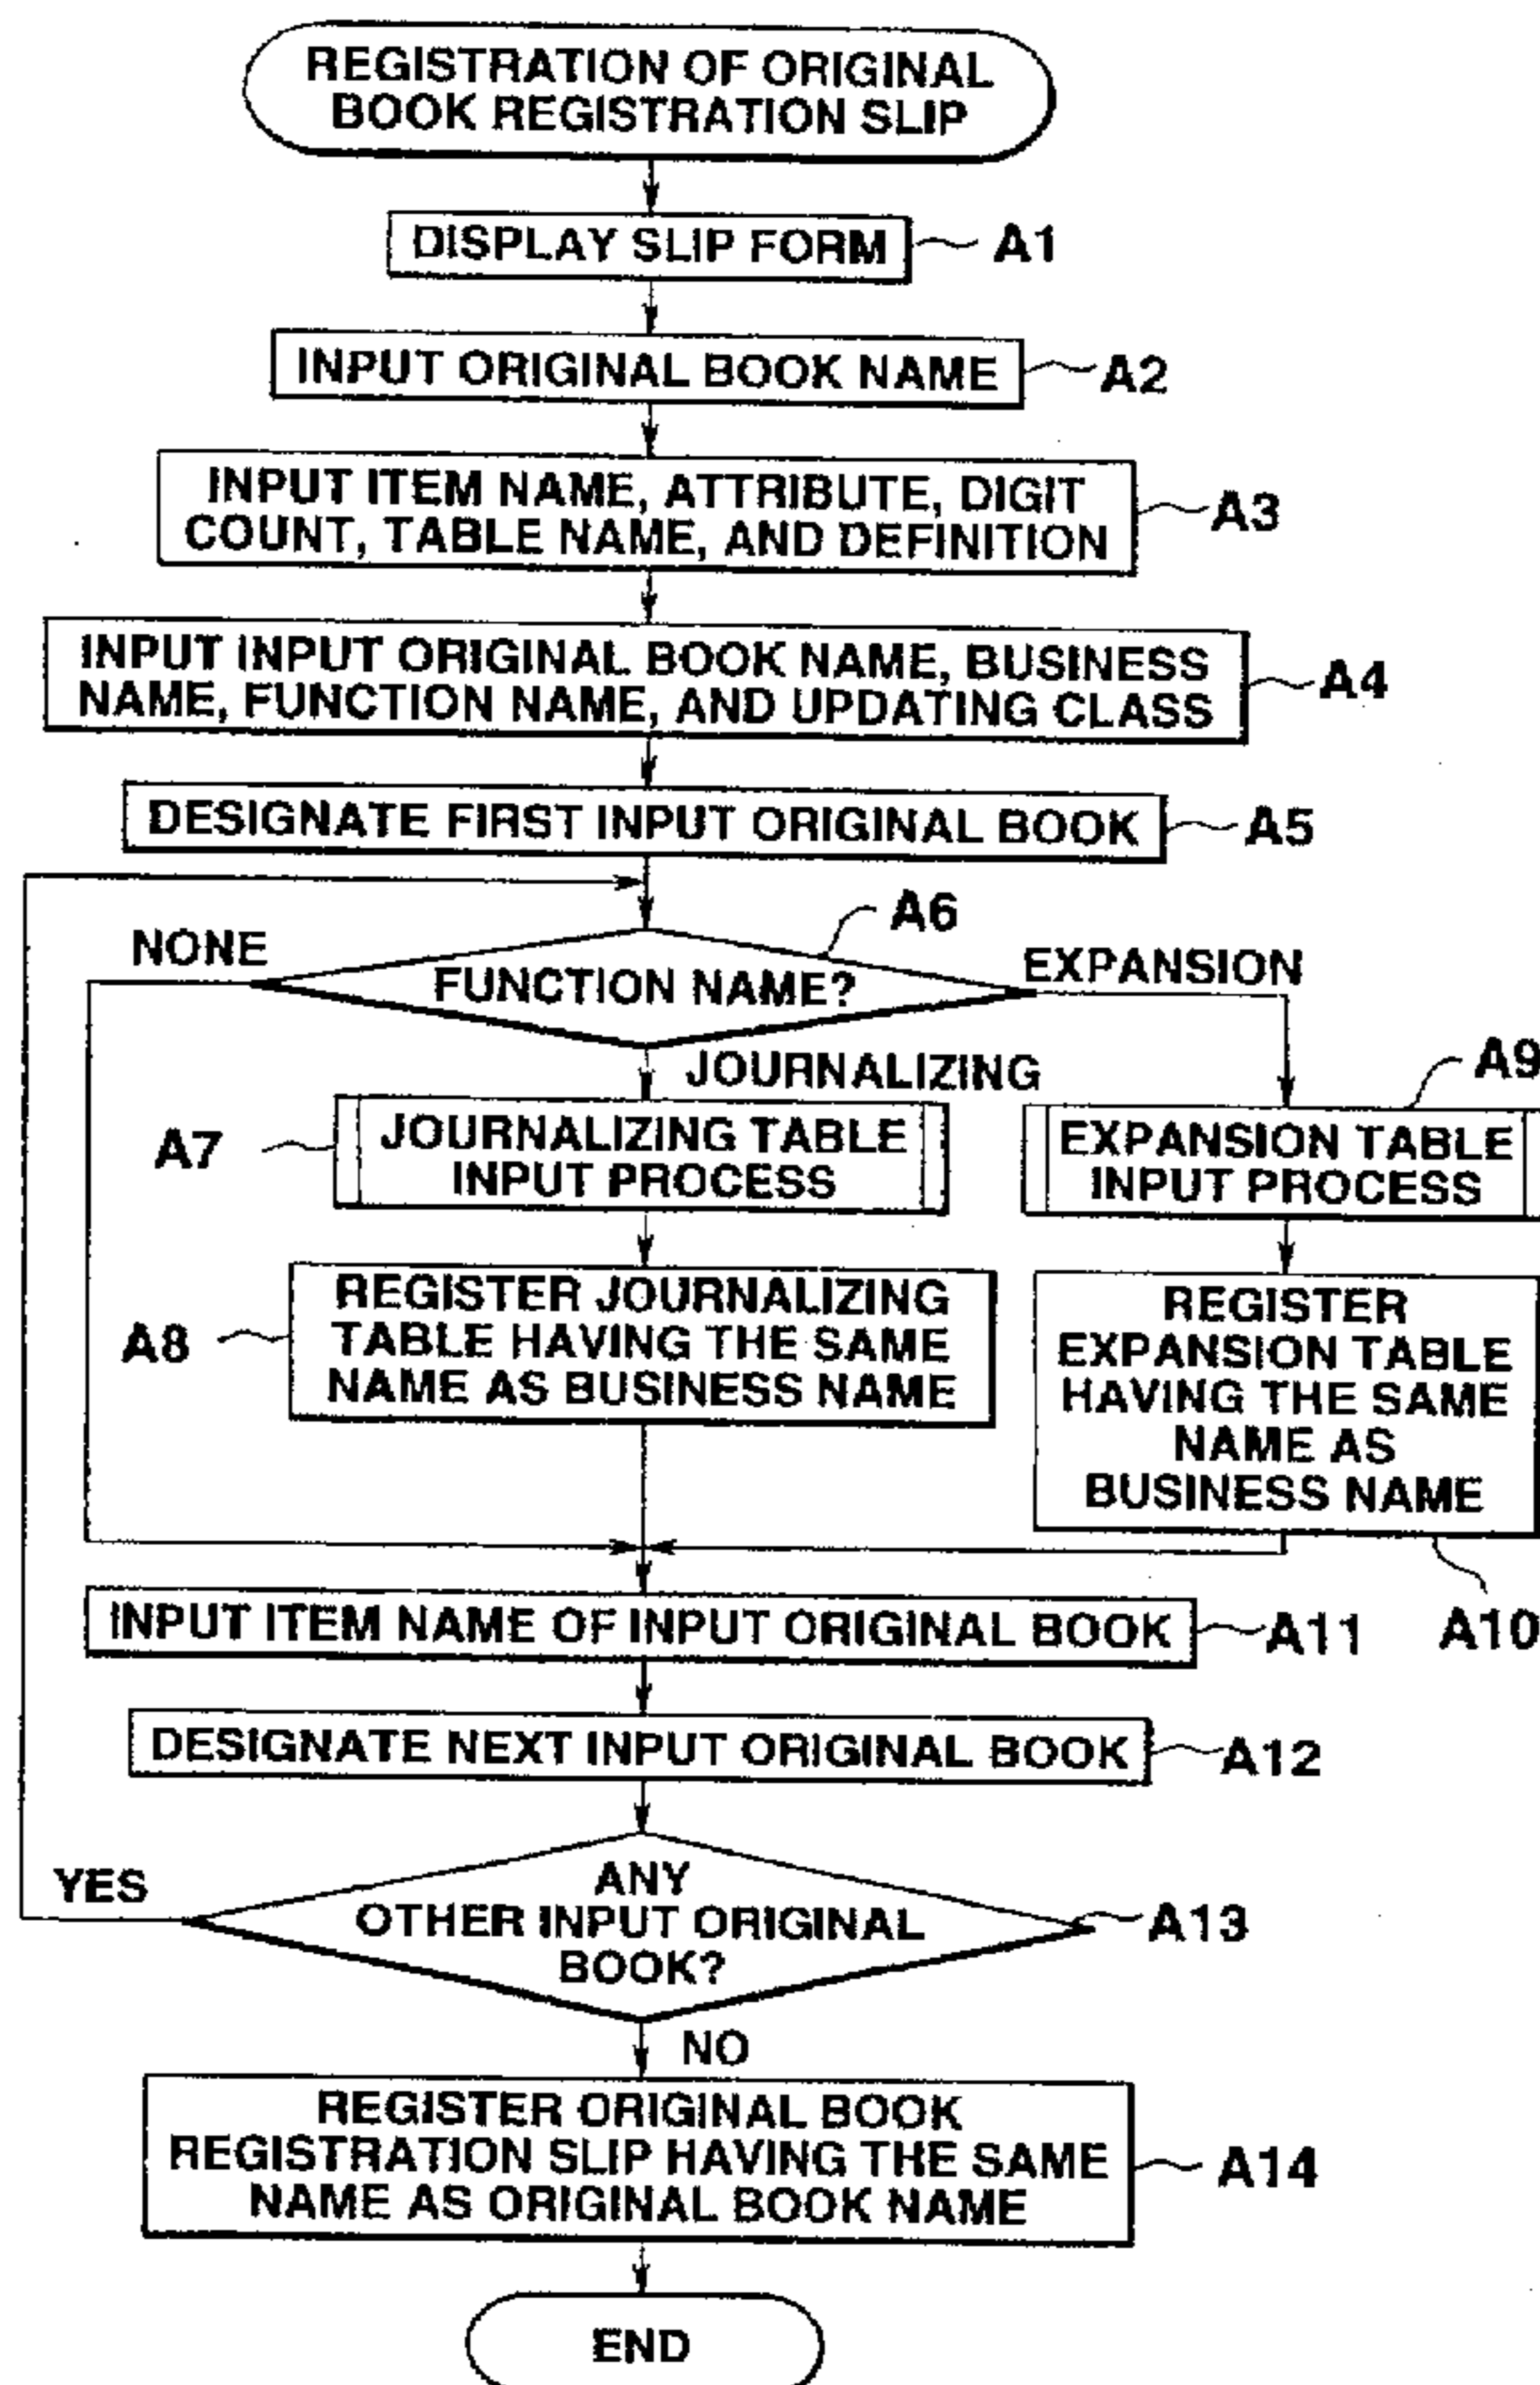 REGISTRATION OF ORIGINAL
BOOK REGISTRATION SLIP
DISPLAY SLIP FORM
A1
INPUT ORIGINAL BOOK NAME
A2
INPUT ITEM NAME, ATTRIBUTE, DIGIT
COUNT, TABLE NAME, AND DEFINITION
A3
INPUT INPUT ORIGINAL BOOK NAME, BUSINESS
NAME, FUNCTION NAME, AND UPDATING CLASS
A4
DESIGNATE FIRST INPUT ORIGINAL BOOK
A5
A6
NONE
FUNCTION NAME?
EXPANSION
JOURNALIZING
A7
JOURNALIZING TABLE
INPUT PROCESS
A9
EXPANSION TABLE
INPUT PROCESS
A8
REGISTER JOURNALIZING
TABLE HAVING THE SAME
NAME AS BUSINESS NAME
REGISTER
EXPANSION TABLE
HAVING THE SAME
NAME AS
BUSINESS NAME
A10
INPUT ITEM NAME OF INPUT ORIGINAL BOOK
A11
DESIGNATE NEXT INPUT ORIGINAL BOOK
A12
YES
ANY
OTHER INPUT ORIGINAL
BOOK?
A13
NO
REGISTER ORIGINAL BOOK
REGISTRATION SLIP HAVING THE SAME
NAME AS ORIGINAL BOOK NAME
A14
END